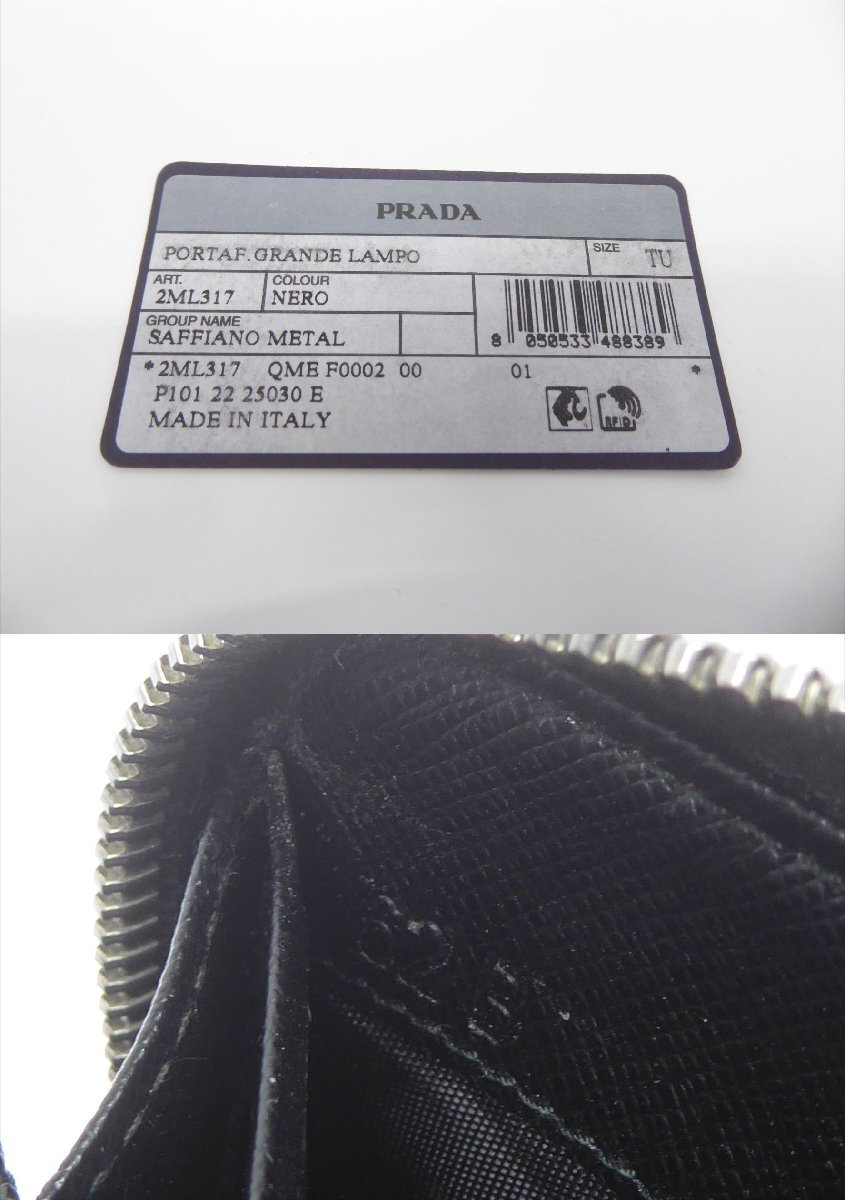 PRADA
PORTAF.GRANDE LAMPO
SIZE TU
ART. 2ML317
COLOUR NERO
GROUP NAME
SAFFIANO METAL
8 050533 488389
*2ML317 QME F0002 00 01 *
P101 22 25030 E
MADE IN ITALY
RFID